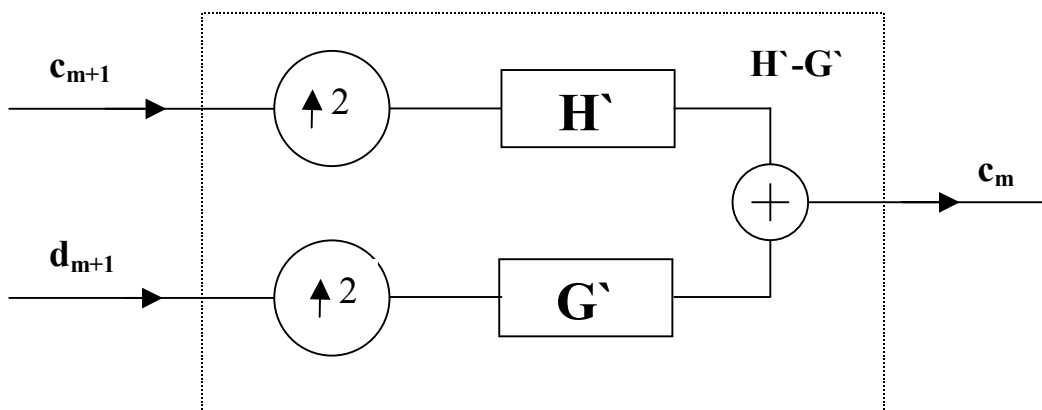 c_{m+1}
↑ 2
H`
H`-G`
+
c_m
d_{m+1}
↑ 2
G`